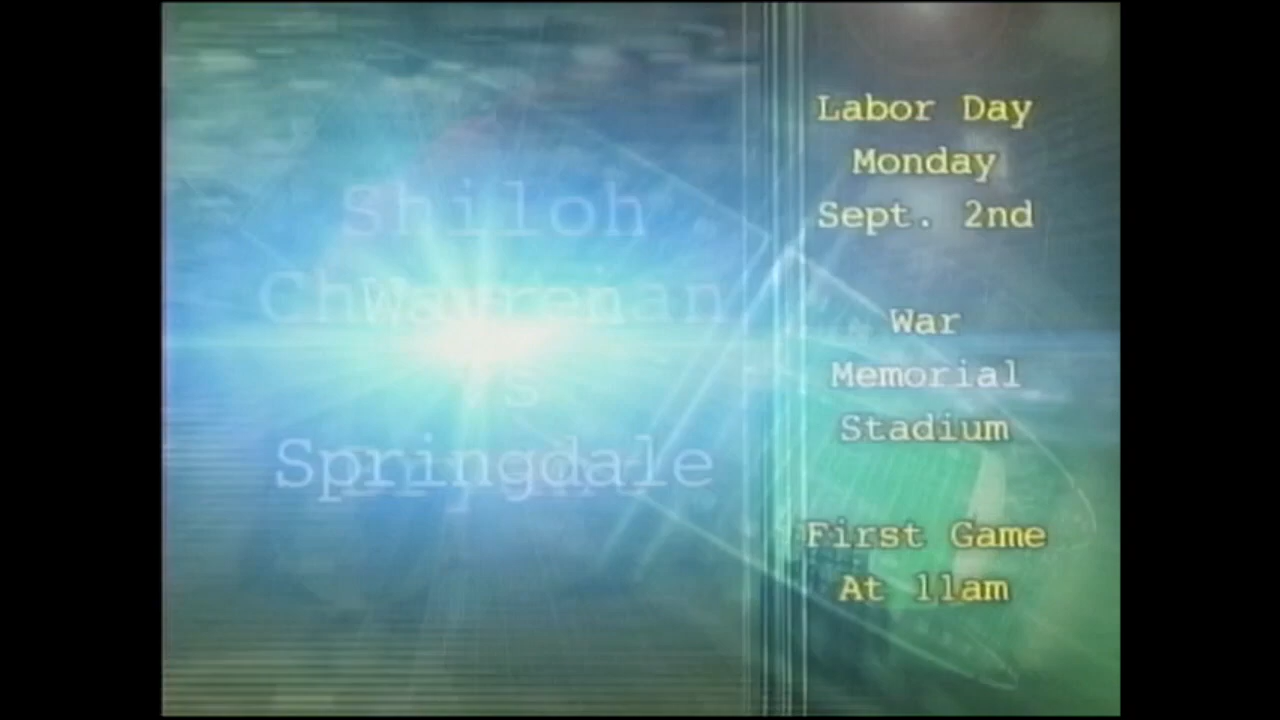 Shiloh
vs
Springdale
Labor Day
Monday
Sept. 2nd
War
Memorial
Stadium
First Game
At 11am